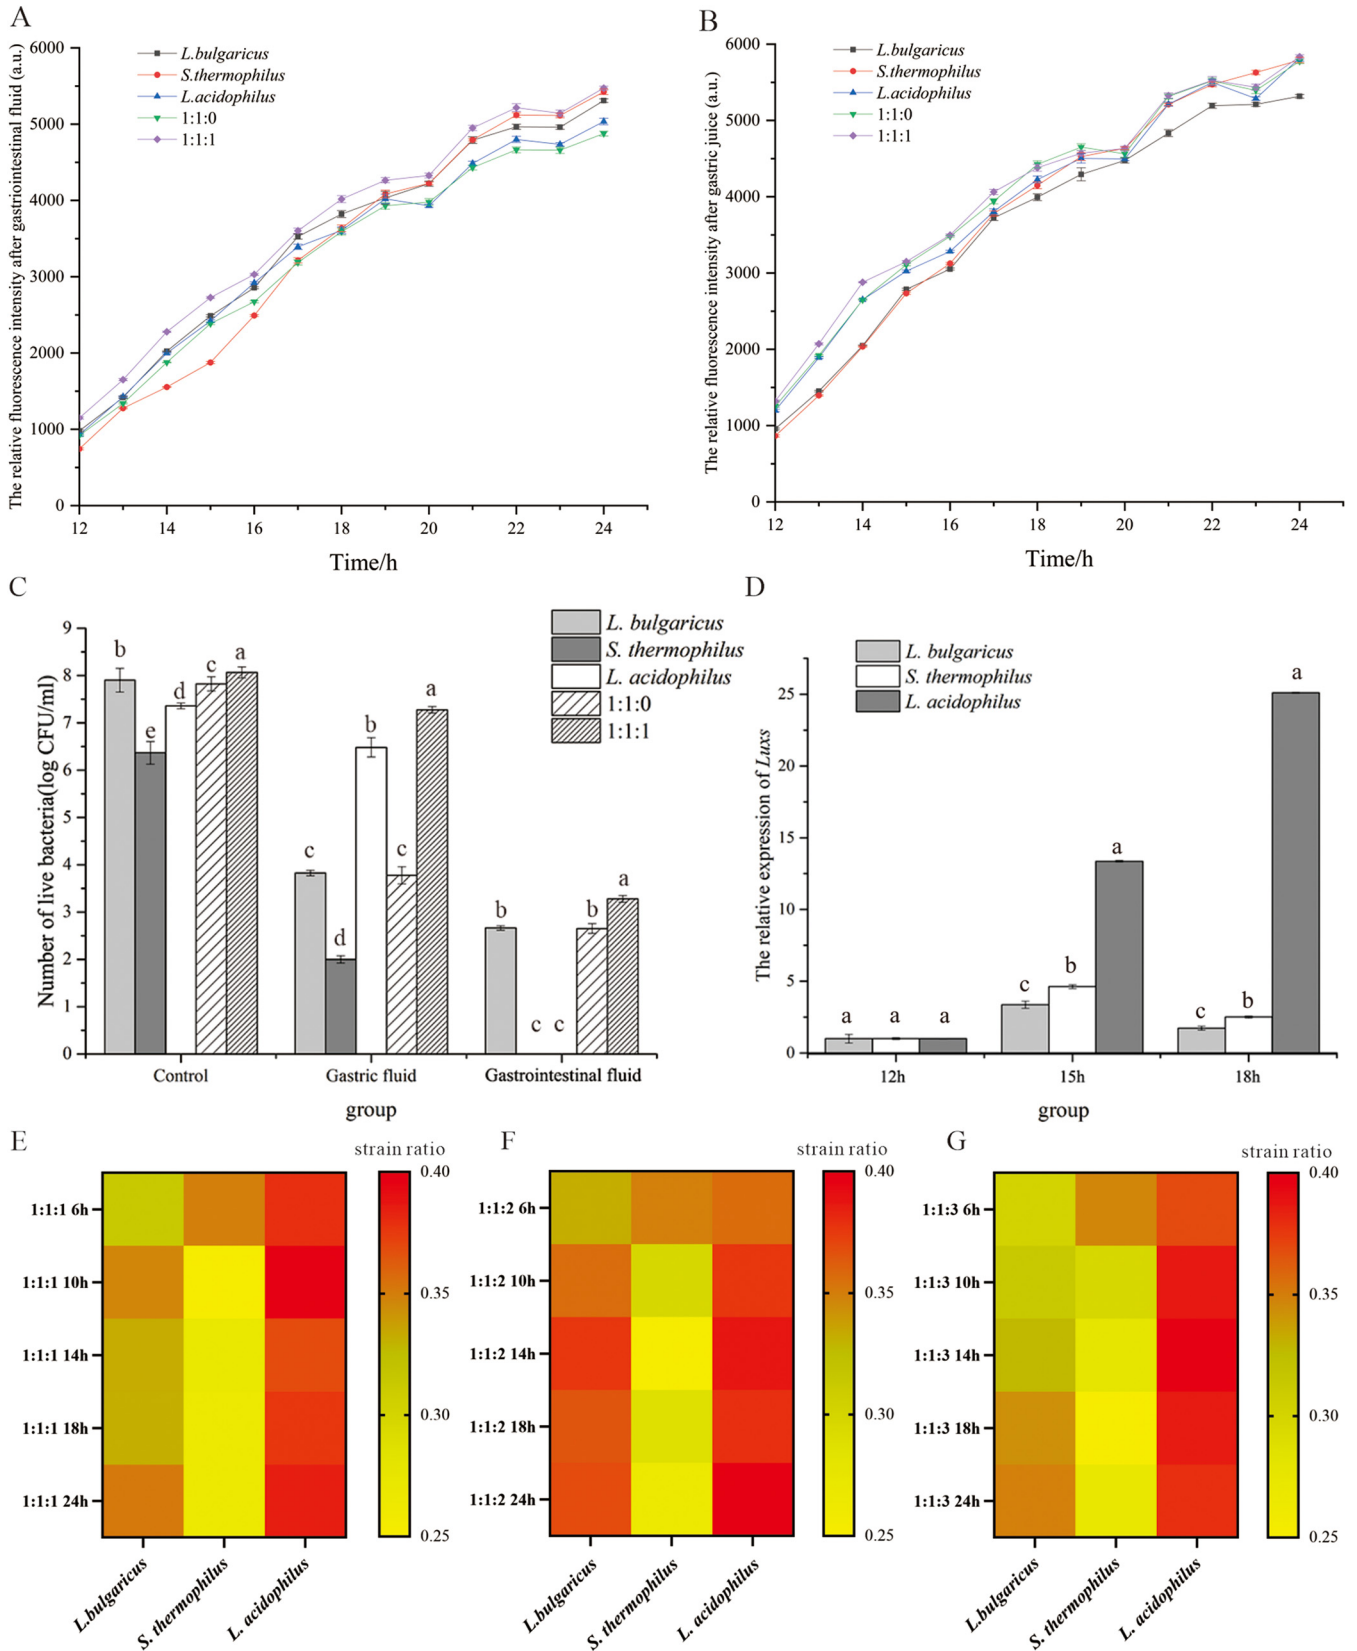 A
The relative fluorescence intensity after gastriointestinal fluid (a.u.)
6000
5000
4000
3000
2000
1000
0
L.bulgaricus
S.thermophilus
L.acidophilus
1:1:0
1:1:1
12 14 16 18 20 22 24
Time/h
B
The relative fluorescence intensity after gastric juice (a.u.)
6000
5000
4000
3000
2000
1000
0
L.bulgaricus
S.thermophilus
L.acidophilus
1:1:0
1:1:1
12 14 16 18 20 22 24
Time/h
C
Number of live bacteria(log CFU/ml)
9
8
7
6
5
4
3
2
1
0
L. bulgaricus
S. thermophilus
L. acidophilus
1:1:0
1:1:1
b e d c a
c d b c a
b c c b a
Control Gastric fluid Gastrointestinal fluid
group
D
The relative expression of Luxs
25
20
15
10
5
0
L. bulgaricus
S. thermophilus
L. acidophilus
a a a
c b a
c b a
12h 15h 18h
group
E
strain ratio
1:1:1 6h
1:1:1 10h
1:1:1 14h
1:1:1 18h
1:1:1 24h
0.40
0.35
0.30
0.25
L.bulgaricus
S. thermophilus
L. acidophilus
F
strain ratio
1:1:2 6h
1:1:2 10h
1:1:2 14h
1:1:2 18h
1:1:2 24h
0.40
0.35
0.30
0.25
L.bulgaricus
S. thermophilus
L. acidophilus
G
strain ratio
1:1:3 6h
1:1:3 10h
1:1:3 14h
1:1:3 18h
1:1:3 24h
0.40
0.35
0.30
0.25
L.bulgaricus
S. thermophilus
L. acidophilus